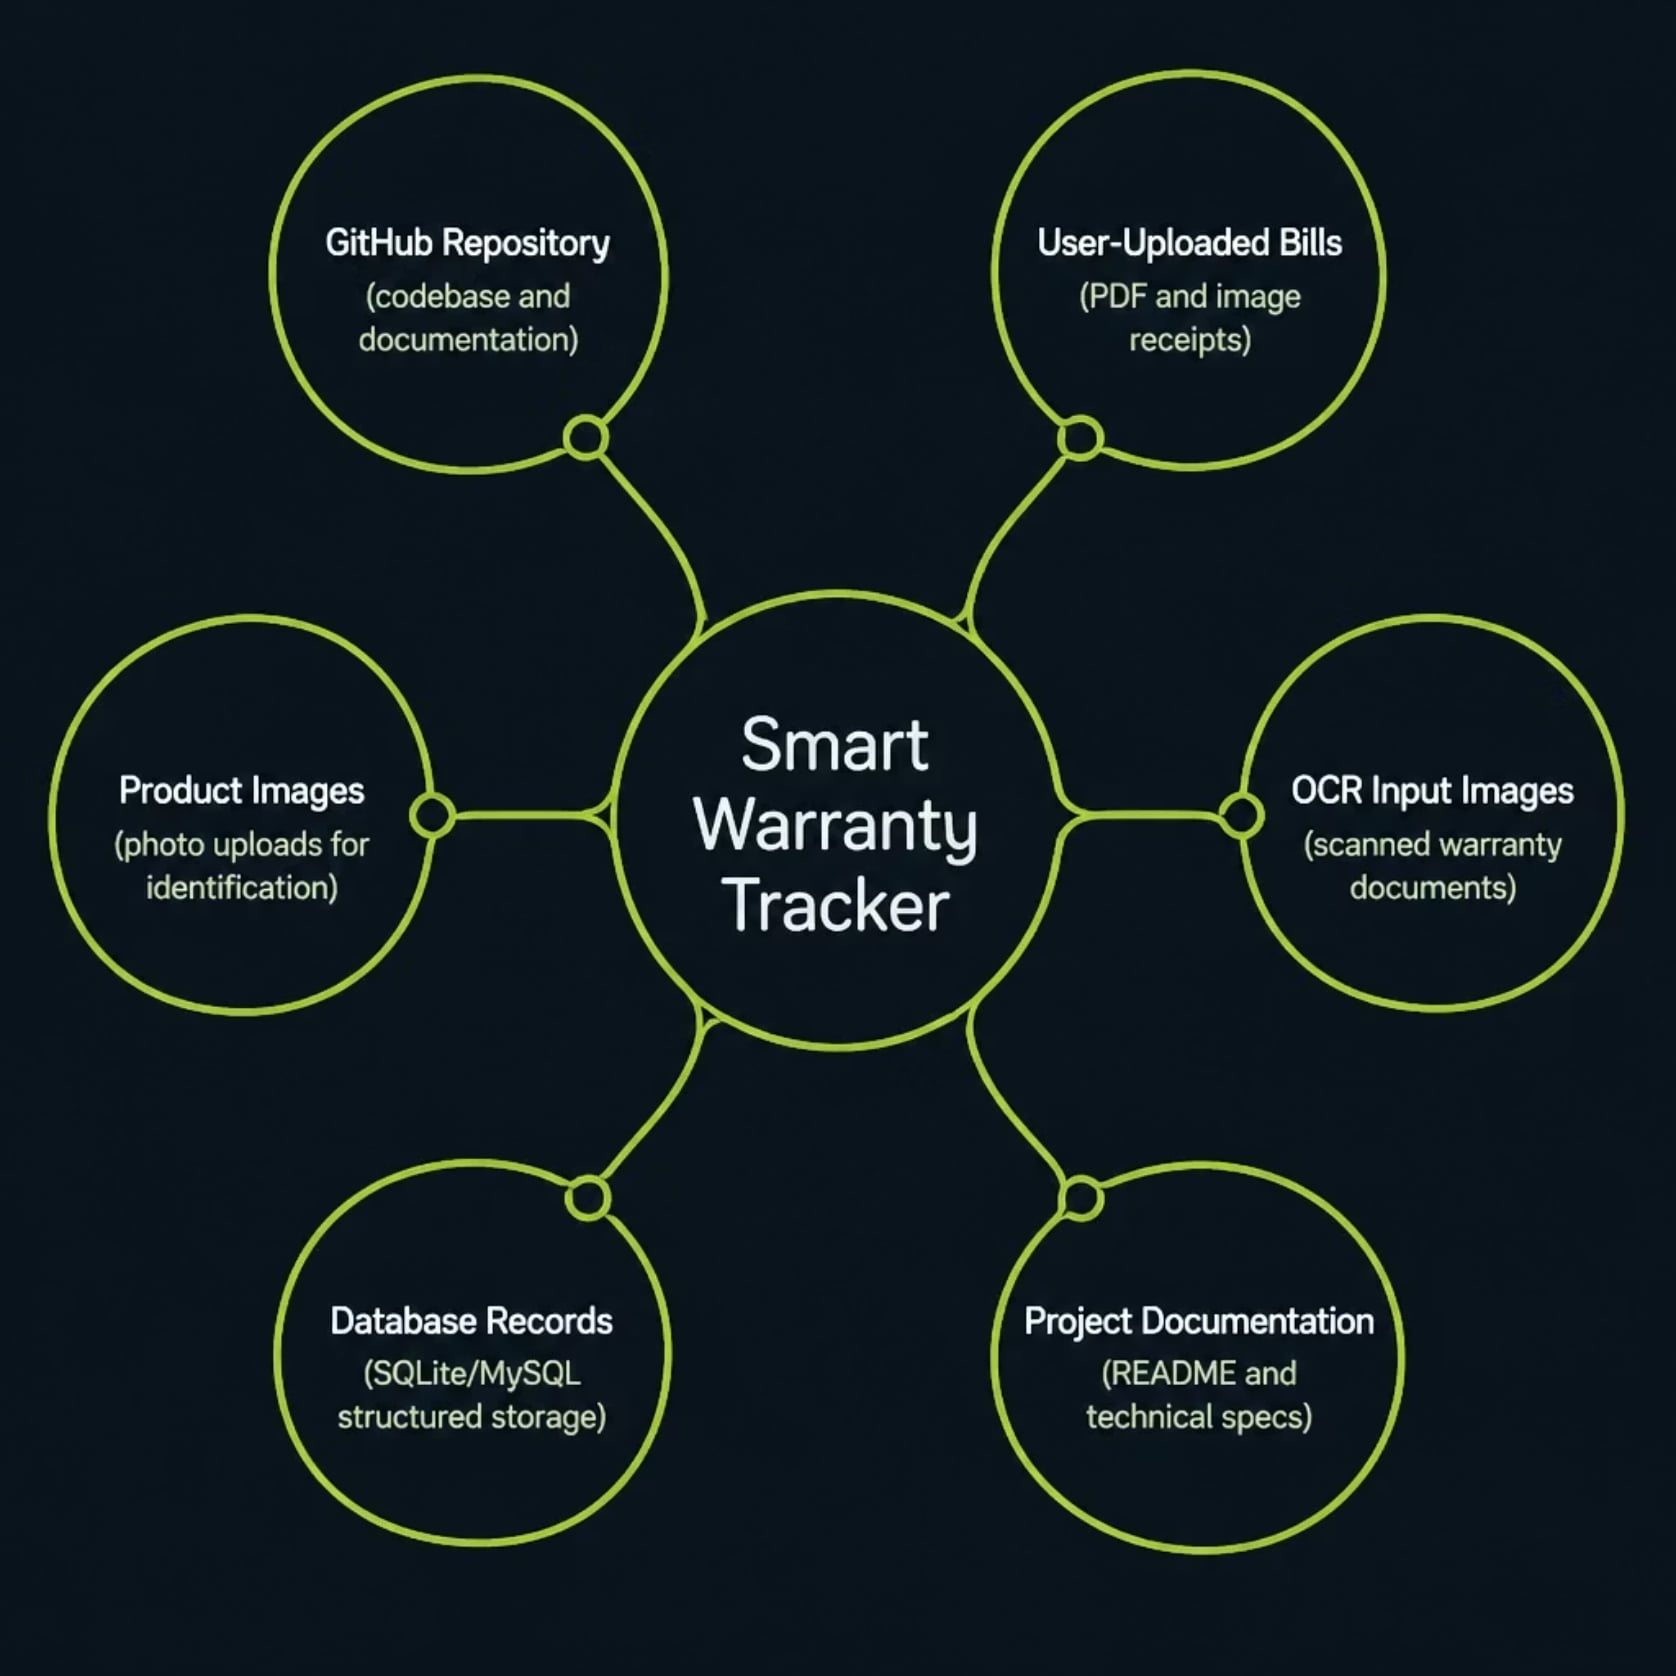 GitHub Repository
(codebase and
documentation)
User-Uploaded Bills
(PDF and image
receipts)
Product Images
(photo uploads for
identification)
Smart
Warranty
Tracker
OCR Input Images
(scanned warranty
documents)
Database Records
(SQLite/MySQL
structured storage)
Project Documentation
(README and
technical specs)